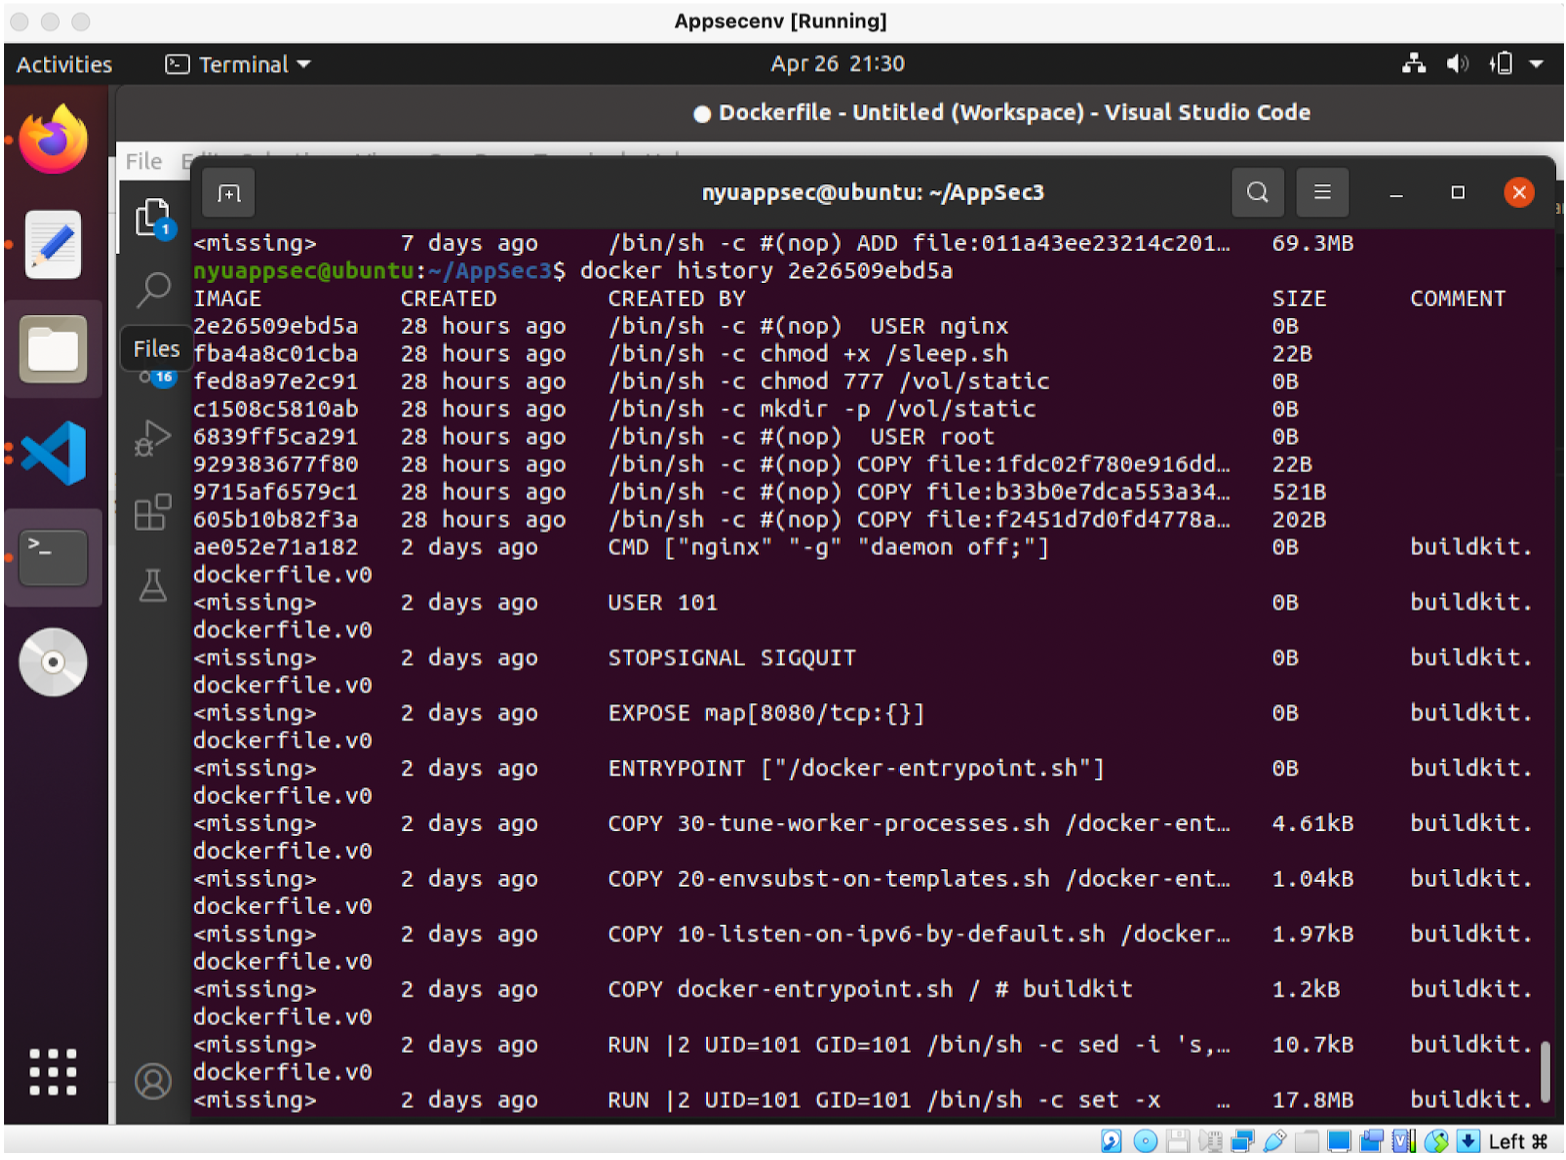 Appsecenv [Running]
Activities Terminal Apr 26 21:30
Dockerfile - Untitled (Workspace) - Visual Studio Code
File
nyuappsec@ubuntu: ~/AppSec3
1
Files
16
<missing> 7 days ago /bin/sh -c #(nop) ADD file:011a43ee23214c201… 69.3MB
nyuappsec@ubuntu:~/AppSec3$ docker history 2e26509ebd5a
IMAGE CREATED CREATED BY SIZE COMMENT
2e26509ebd5a 28 hours ago /bin/sh -c #(nop) USER nginx 0B
fba4a8c01cba 28 hours ago /bin/sh -c chmod +x /sleep.sh 22B
fed8a97e2c91 28 hours ago /bin/sh -c chmod 777 /vol/static 0B
c1508c5810ab 28 hours ago /bin/sh -c mkdir -p /vol/static 0B
6839ff5ca291 28 hours ago /bin/sh -c #(nop) USER root 0B
929383677f80 28 hours ago /bin/sh -c #(nop) COPY file:1fdc02f780e916dd… 22B
9715af6579c1 28 hours ago /bin/sh -c #(nop) COPY file:b33b0e7dca553a34… 521B
605b10b82f3a 28 hours ago /bin/sh -c #(nop) COPY file:f2451d7d0fd4778a… 202B
ae052e71a182 2 days ago CMD ["nginx" "-g" "daemon off;"] 0B buildkit.
dockerfile.v0
<missing> 2 days ago USER 101 0B buildkit.
dockerfile.v0
<missing> 2 days ago STOPSIGNAL SIGQUIT 0B buildkit.
dockerfile.v0
<missing> 2 days ago EXPOSE map[8080/tcp:{}] 0B buildkit.
dockerfile.v0
<missing> 2 days ago ENTRYPOINT ["/docker-entrypoint.sh"] 0B buildkit.
dockerfile.v0
<missing> 2 days ago COPY 30-tune-worker-processes.sh /docker-ent… 4.61kB buildkit.
dockerfile.v0
<missing> 2 days ago COPY 20-envsubst-on-templates.sh /docker-ent… 1.04kB buildkit.
dockerfile.v0
<missing> 2 days ago COPY 10-listen-on-ipv6-by-default.sh /docker… 1.97kB buildkit.
dockerfile.v0
<missing> 2 days ago COPY docker-entrypoint.sh / # buildkit 1.2kB buildkit.
dockerfile.v0
<missing> 2 days ago RUN |2 UID=101 GID=101 /bin/sh -c sed -i 's,… 10.7kB buildkit.
dockerfile.v0
<missing> 2 days ago RUN |2 UID=101 GID=101 /bin/sh -c set -x … 17.8MB buildkit.
Left ⌘